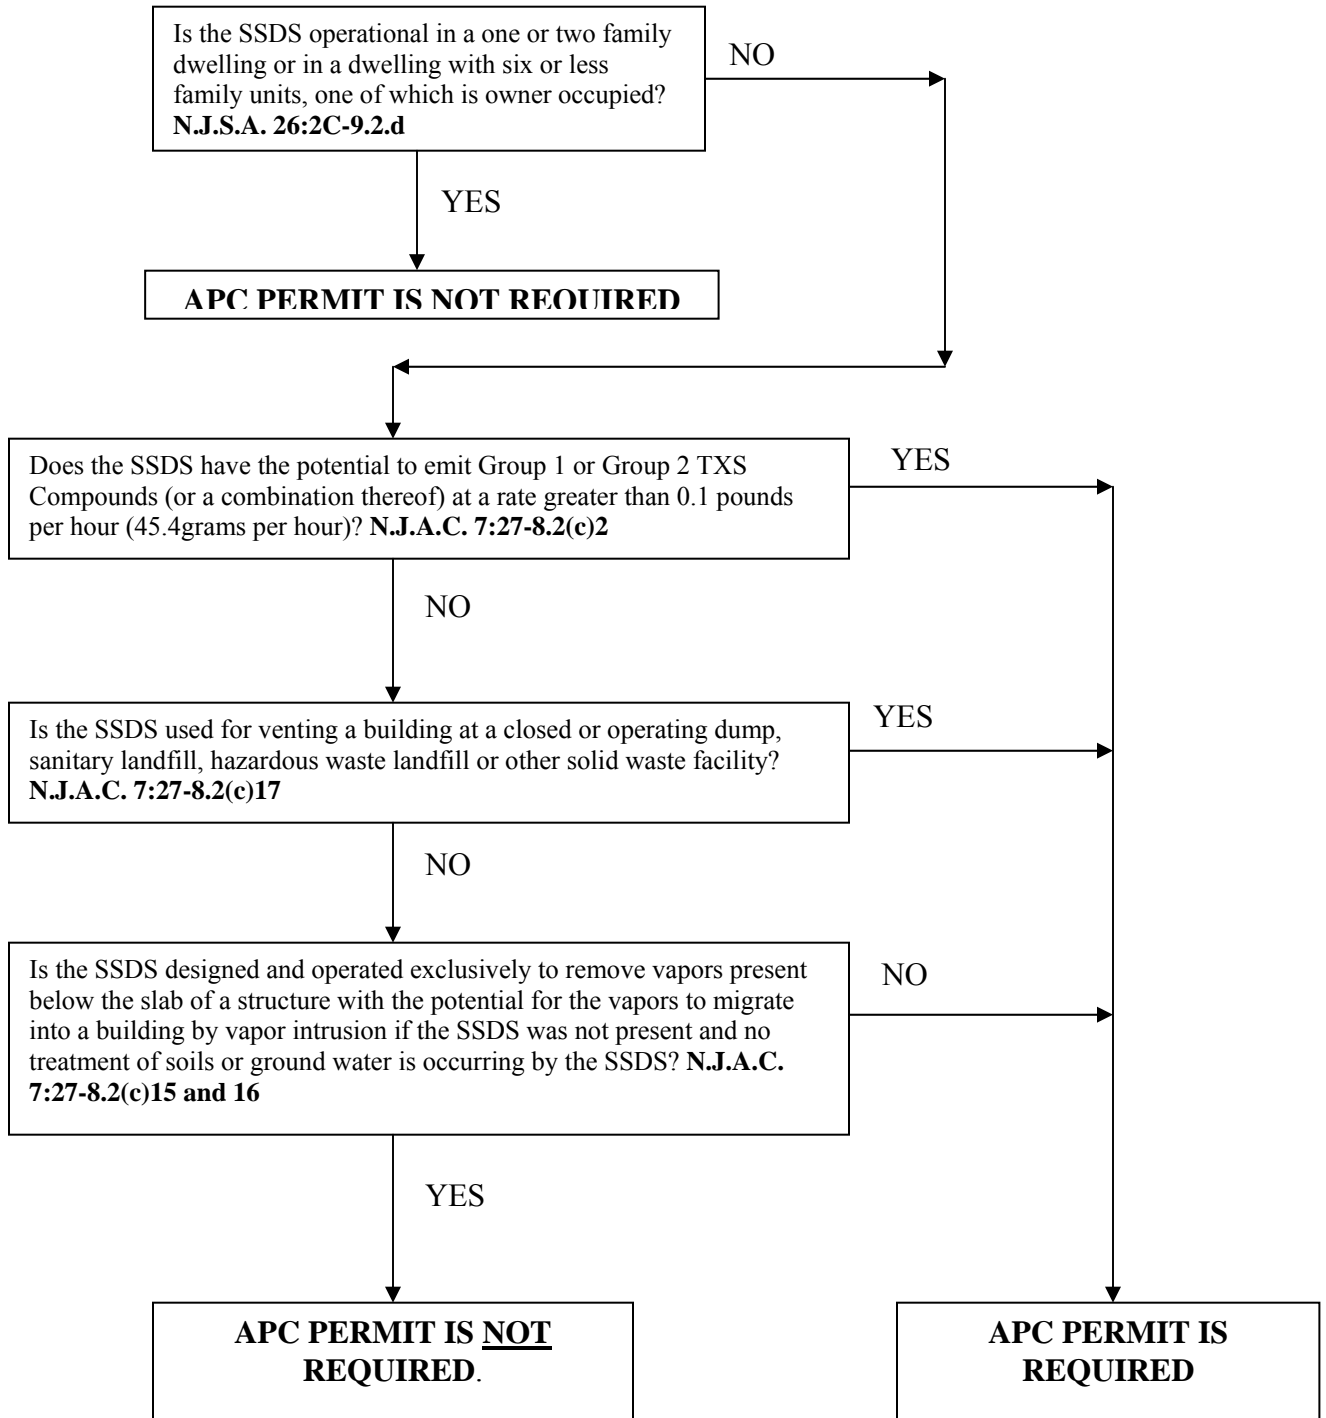 Is the SSDS operational in a one or two family
dwelling or in a dwelling with six or less
family units, one of which is owner occupied?
N.J.S.A. 26:2C-9.2.d
NO
YES
APC PERMIT IS NOT REQUIRED
Does the SSDS have the potential to emit Group 1 or Group 2 TXS
Compounds (or a combination thereof) at a rate greater than 0.1 pounds
per hour (45.4grams per hour)? N.J.A.C. 7:27-8.2(c)2
YES
NO
Is the SSDS used for venting a building at a closed or operating dump,
sanitary landfill, hazardous waste landfill or other solid waste facility?
N.J.A.C. 7:27-8.2(c)17
YES
NO
Is the SSDS designed and operated exclusively to remove vapors present
below the slab of a structure with the potential for the vapors to migrate
into a building by vapor intrusion if the SSDS was not present and no
treatment of soils or ground water is occurring by the SSDS? N.J.A.C.
7:27-8.2(c)15 and 16
NO
YES
APC PERMIT IS NOT
REQUIRED.
APC PERMIT IS
REQUIRED